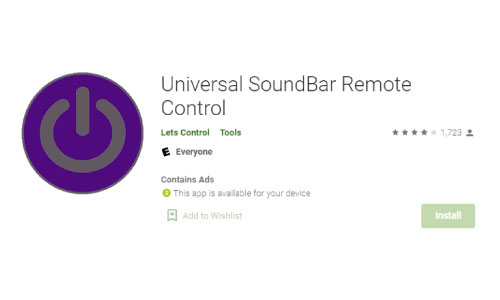 Universal SoundBar Remote
Control
Lets Control Tools 1,723
E Everyone
Contains Ads
This app is available for your device
Add to Wishlist Install